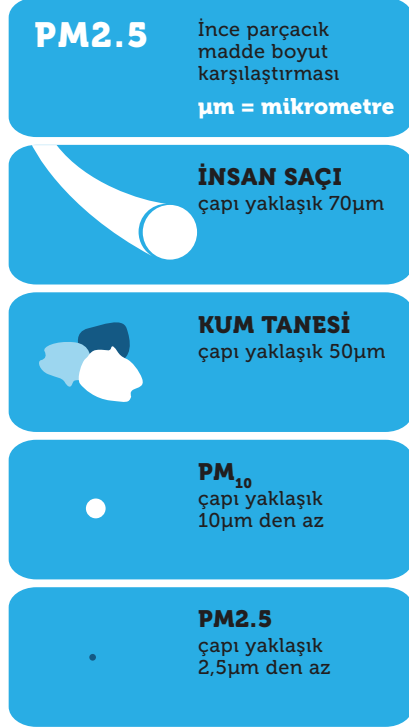 PM2.5
İnce parçacık
madde boyut
karşılaştırması
µm = mikrometre
İNSAN SAÇI
çapı yaklaşık 70µm
KUM TANESİ
çapı yaklaşık 50µm
PM₁₀
çapı yaklaşık
10µm den az
PM2.5
çapı yaklaşık
2,5µm den az